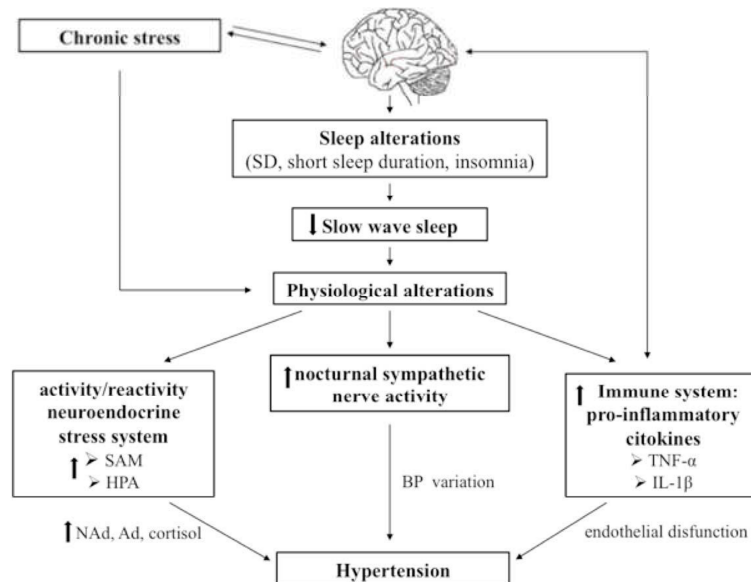 Chronic stress
Sleep alterations
(SD, short sleep duration, insomnia)
Slow wave sleep
Physiological alterations
activity/reactivity
neuroendocrine
stress system
➢ SAM
➢ HPA
nocturnal sympathetic
nerve activity
Immune system:
pro-inflammatory
citokines
➢ TNF-α
➢ IL-1β
NAd, Ad, cortisol
BP variation
endothelial disfunction
Hypertension